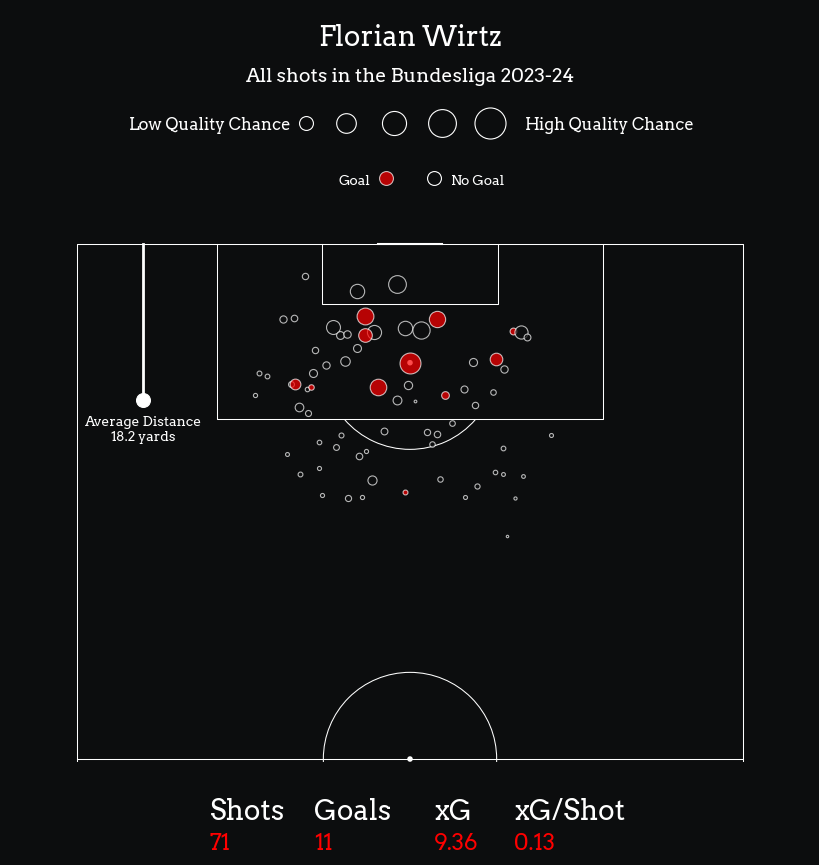 Florian Wirtz
All shots in the Bundesliga 2023-24
Low Quality Chance High Quality Chance
Goal No Goal
Average Distance
18.2 yards
Shots Goals xG xG/Shot
71 11 9.36 0.13